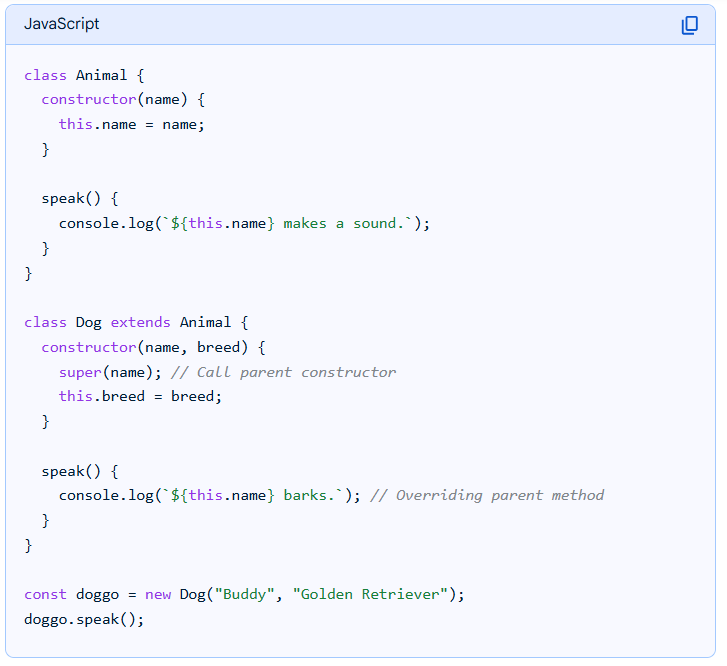 JavaScript
class Animal {
  constructor(name) {
    this.name = name;
  }

  speak() {
    console.log(`${this.name} makes a sound.`);
  }
}

class Dog extends Animal {
  constructor(name, breed) {
    super(name); // Call parent constructor
    this.breed = breed;
  }

  speak() {
    console.log(`${this.name} barks.`); // Overriding parent method
  }
}

const doggo = new Dog("Buddy", "Golden Retriever");
doggo.speak();